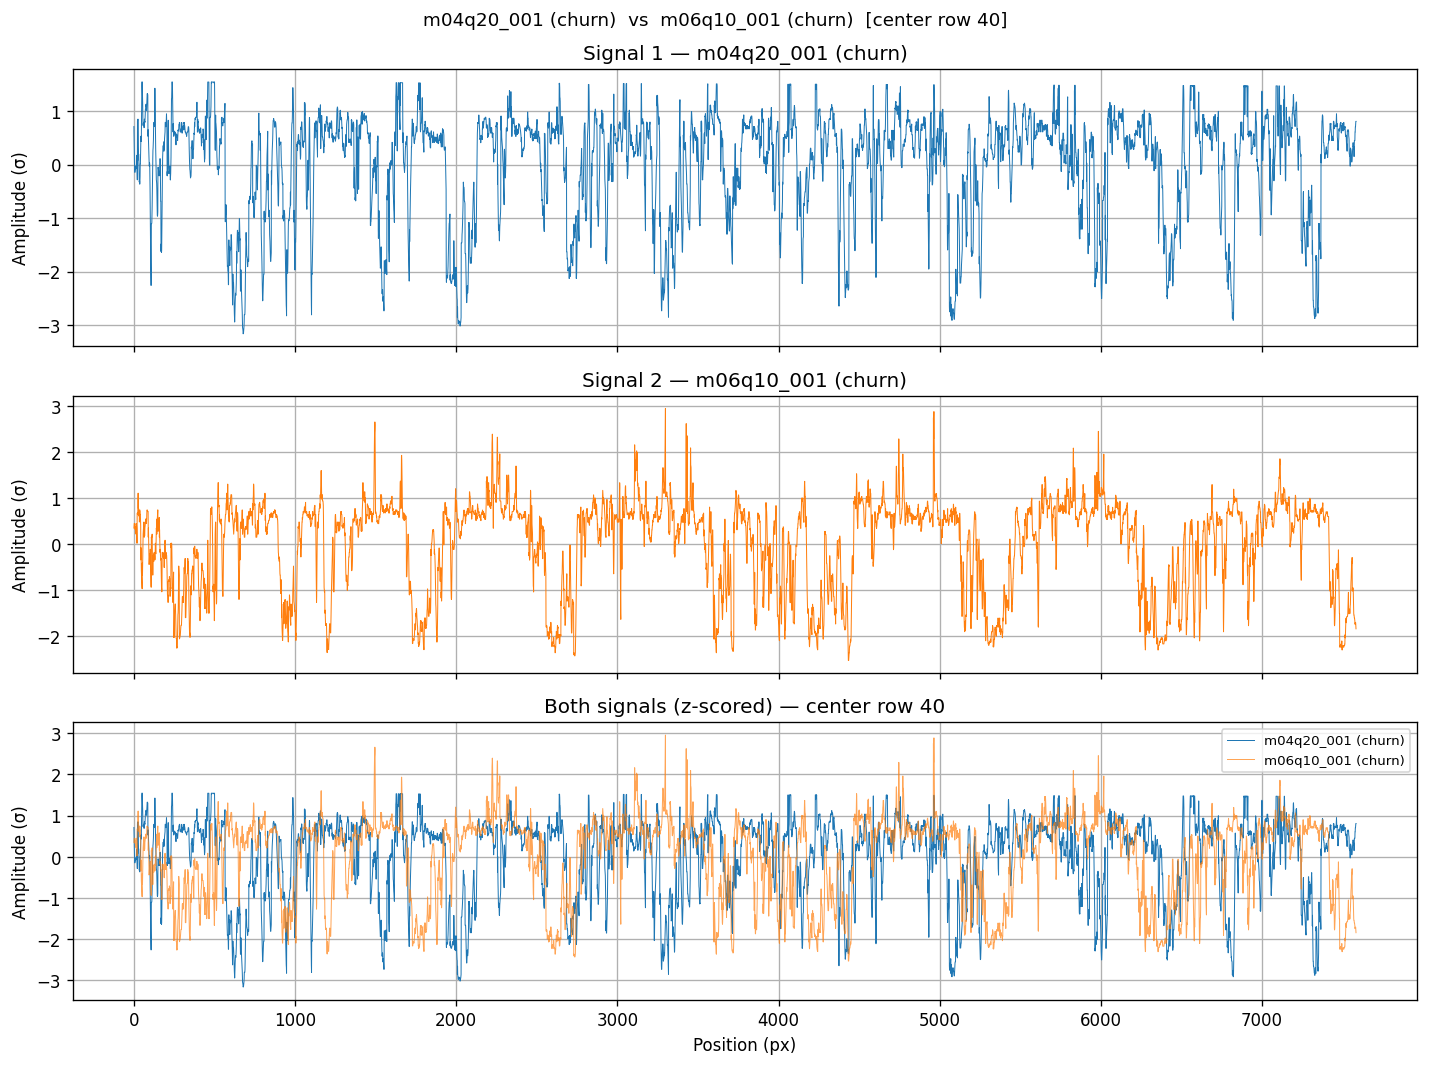 m04q20_001 (churn)  vs  m06q10_001 (churn)  [center row 40]
Signal 1 — m04q20_001 (churn)
Amplitude (σ)
1
0
−1
−2
−3
Signal 2 — m06q10_001 (churn)
Amplitude (σ)
3
2
1
0
−1
−2
Both signals (z-scored) — center row 40
Amplitude (σ)
3
2
1
0
−1
−2
−3
m04q20_001 (churn)
m06q10_001 (churn)
0 1000 2000 3000 4000 5000 6000 7000
Position (px)